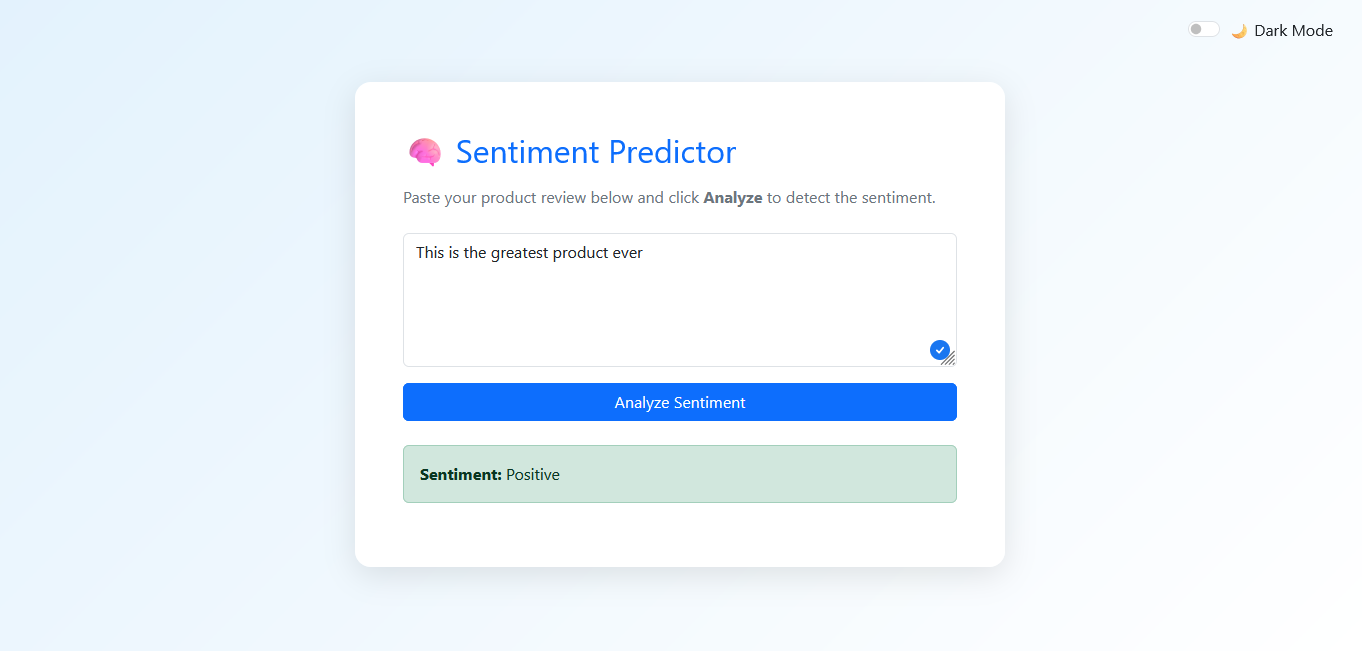 🌙 Dark Mode
🧠 Sentiment Predictor
Paste your product review below and click Analyze to detect the sentiment.
This is the greatest product ever
Analyze Sentiment
Sentiment: Positive